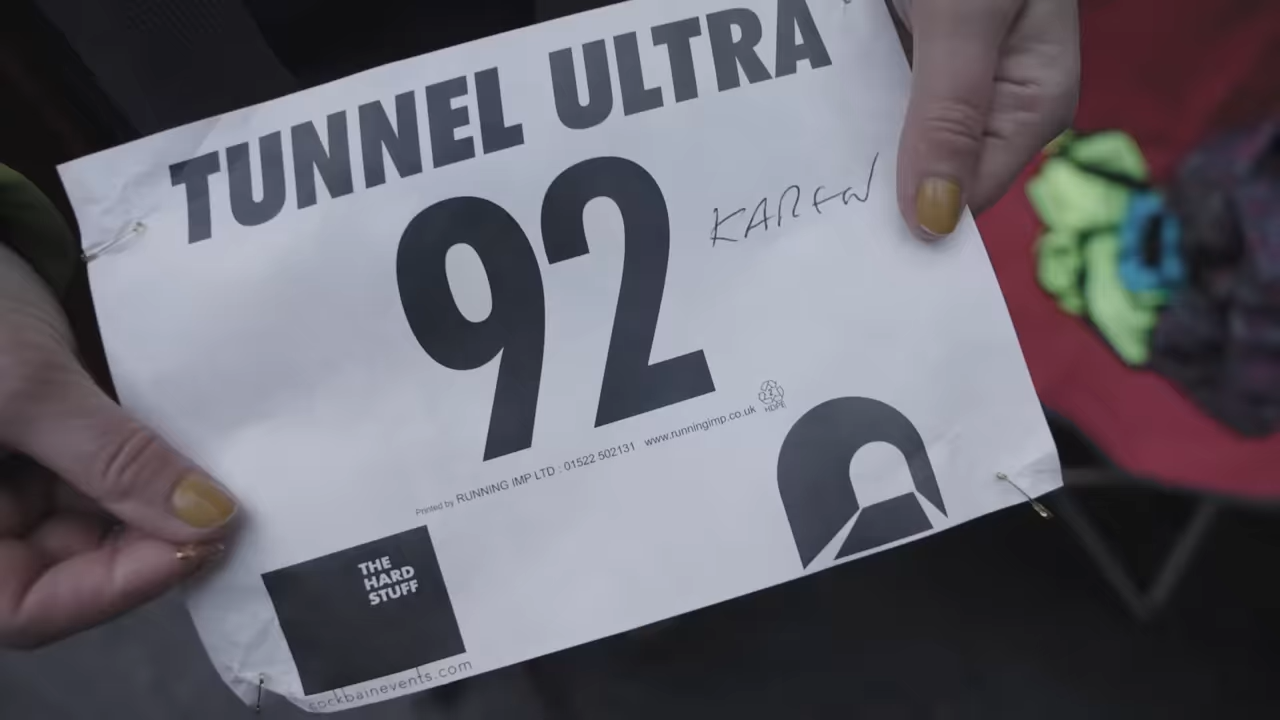 TUNNEL ULTRA
92
KAREN
Printed by RUNNING IMP LTD : 01522 502131 www.runningimp.co.uk
HDPE
THE
HARD
STUFF
cockbainevents.com